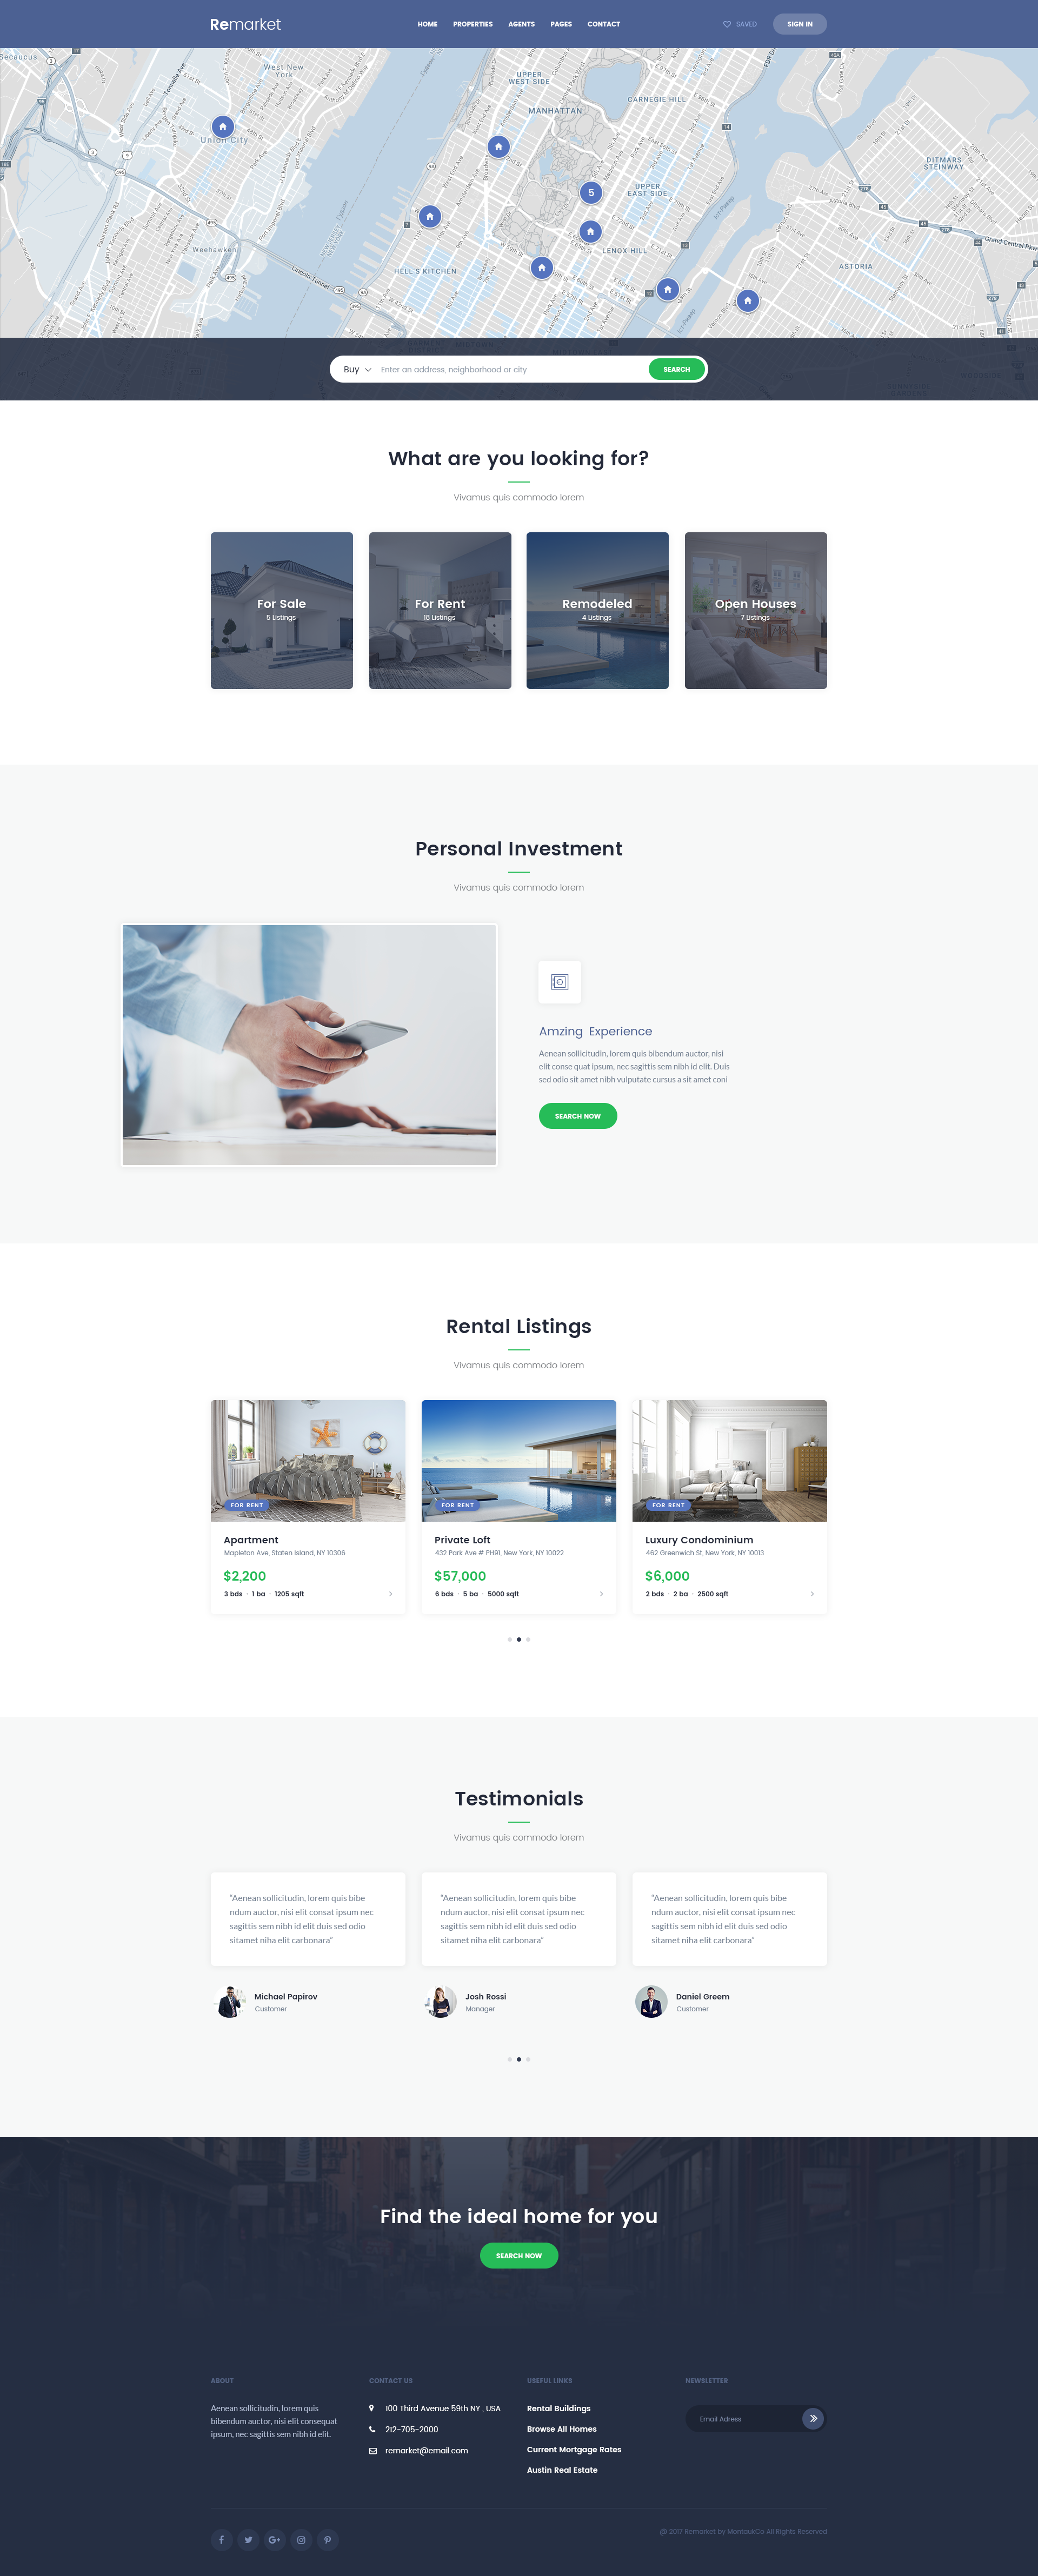 Remarket
HOME PROPERTIES AGENTS PAGES CONTACT
SAVED
SIGN IN
Secaucus
West New
York
UPPER
WEST SIDE
MANHATTAN
CARNEGIE HILL
Union City
DITMARS
STEINWAY
5
UPPER
EAST SIDE
Weehawken
LENOX HILL
HELL'S KITCHEN
ASTORIA
Lincoln Tunnel
Grand Central Pkwy
Buy
Enter an address, neighborhood or city
SEARCH
What are you looking for?
Vivamus quis commodo lorem
For Sale
5 Listings
For Rent
18 Listings
Remodeled
4 Listings
Open Houses
7 Listings
Personal Investment
Vivamus quis commodo lorem
Amzing Experience
Aenean sollicitudin, lorem quis bibendum auctor, nisi
elit conse quat ipsum, nec sagittis sem nibh id elit. Duis
sed odio sit amet nibh vulputate cursus a sit amet coni
SEARCH NOW
Rental Listings
Vivamus quis commodo lorem
FOR RENT
Apartment
Mapleton Ave, Staten Island, NY 10306
$2,200
3 bds · 1 ba · 1205 sqft
FOR RENT
Private Loft
432 Park Ave # PH91, New York, NY 10022
$57,000
6 bds · 5 ba · 5000 sqft
FOR RENT
Luxury Condominium
462 Greenwich St, New York, NY 10013
$6,000
2 bds · 2 ba · 2500 sqft
Testimonials
Vivamus quis commodo lorem
“Aenean sollicitudin, lorem quis bibe
ndum auctor, nisi elit consat ipsum nec
sagittis sem nibh id elit duis sed odio
sitamet niha elit carbonara”
Michael Papirov
Customer
“Aenean sollicitudin, lorem quis bibe
ndum auctor, nisi elit consat ipsum nec
sagittis sem nibh id elit duis sed odio
sitamet niha elit carbonara”
Josh Rossi
Manager
“Aenean sollicitudin, lorem quis bibe
ndum auctor, nisi elit consat ipsum nec
sagittis sem nibh id elit duis sed odio
sitamet niha elit carbonara”
Daniel Greem
Customer
Find the ideal home for you
SEARCH NOW
ABOUT
Aenean sollicitudin, lorem quis
bibendum auctor, nisi elit consequat
ipsum, nec sagittis sem nibh id elit.
CONTACT US
100 Third Avenue 59th NY , USA
212-705-2000
remarket@email.com
USEFUL LINKS
Rental Buildings
Browse All Homes
Current Mortgage Rates
Austin Real Estate
NEWSLETTER
Email Adress
@ 2017 Remarket by MontaukCo All Rights Reserved